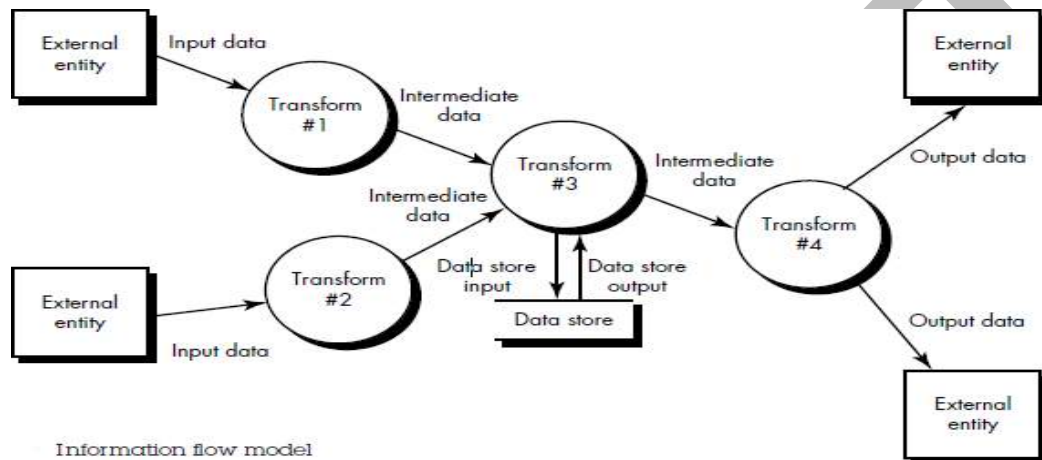 External
entity
Input data
Transform
#1
Intermediate
data
External
entity
Input data
Transform
#2
Intermediate
data
Transform
#3
Data store
input
Data store
output
Data store
Intermediate
data
Transform
#4
Output data
External
entity
Output data
External
entity
Information flow model